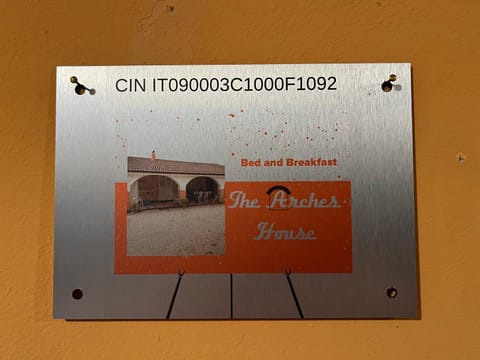 CIN IT090003C1000F1092
Bed and Breakfast
The Arches
House